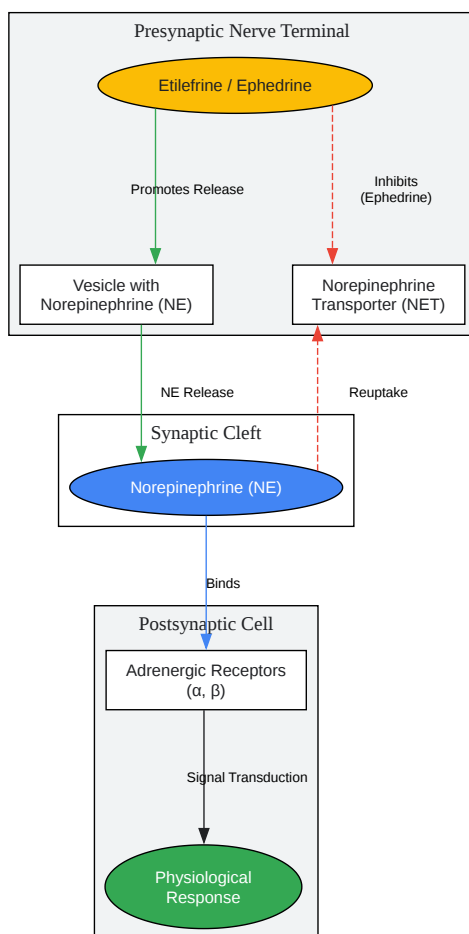 Presynaptic Nerve Terminal
Etilefrine / Ephedrine
Promotes Release
Inhibits
(Ephedrine)
Vesicle with
Norepinephrine (NE)
Norepinephrine
Transporter (NET)
NE Release
Reuptake
Synaptic Cleft
Norepinephrine (NE)
Binds
Postsynaptic Cell
Adrenergic Receptors
(α, β)
Signal Transduction
Physiological
Response